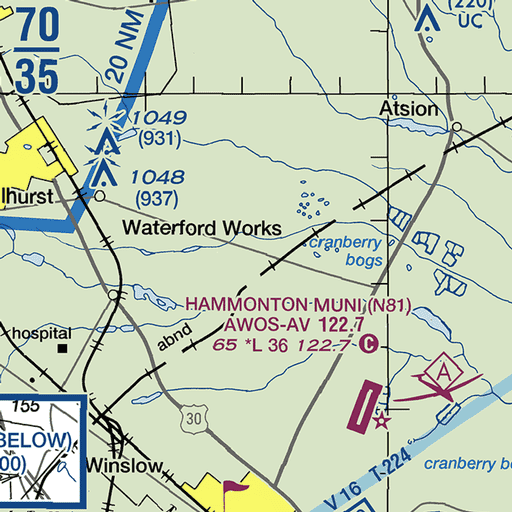 70
35
20 NM
(220)
UC
Atsion
1049
(931)
1048
(937)
lhurst
Waterford Works
cranberry
bogs
HAMMONTON MUNI (N81)
AWOS-AV 122.7
65 *L 36 122.7 C
abnd
hospital
A
155
30
BELOW)
00)
Winslow
V 16 T-224
cranberry bo